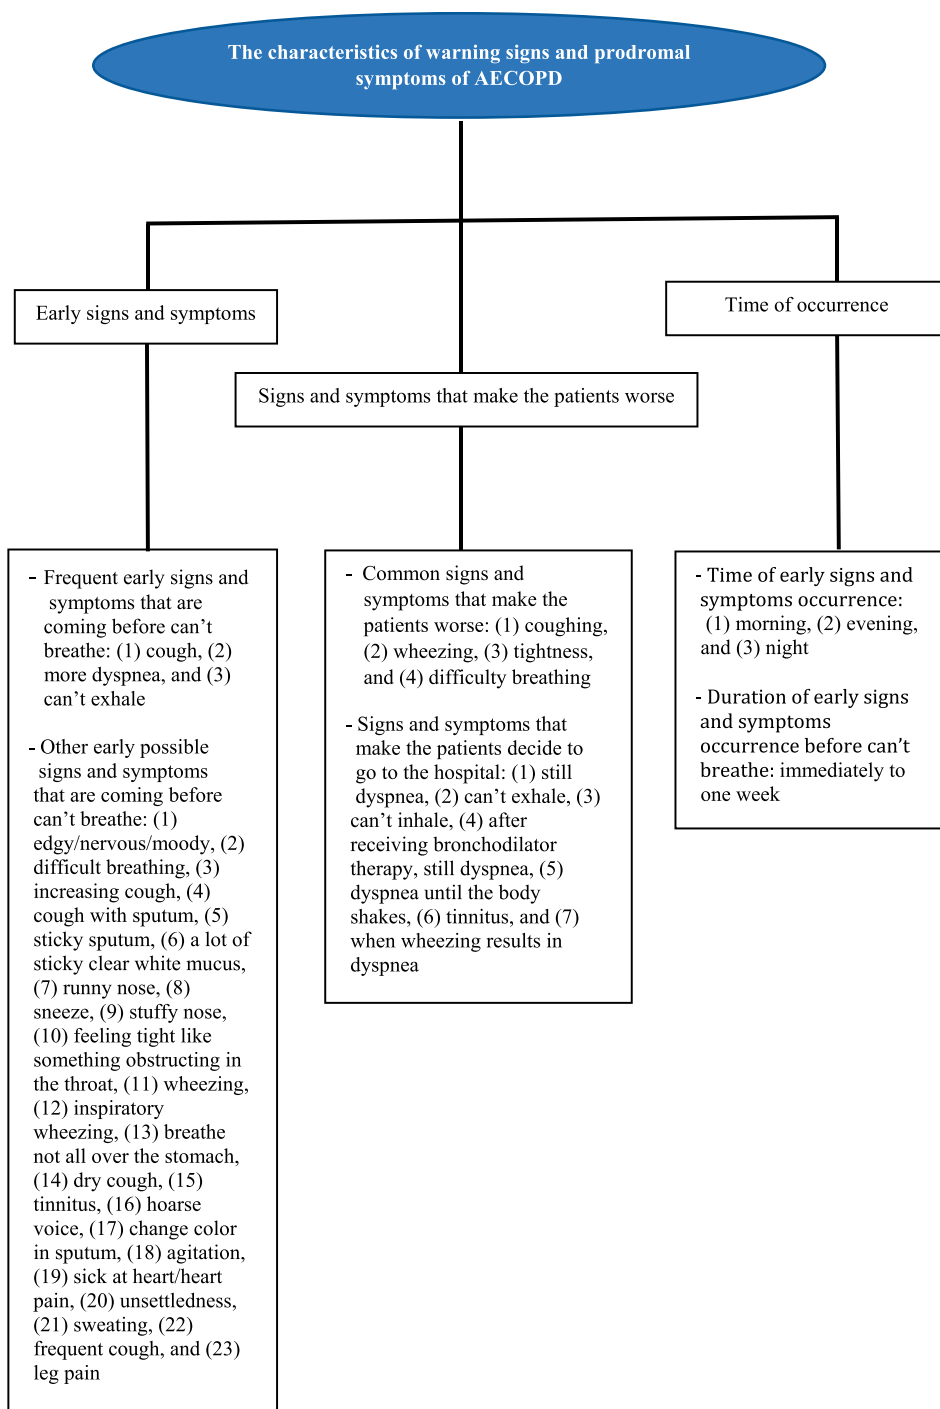 The characteristics of warning signs and prodromal
symptoms of AECOPD
Early signs and symptoms
Time of occurrence
Signs and symptoms that make the patients worse
- Frequent early signs and
symptoms that are
coming before can’t
breathe: (1) cough, (2)
more dyspnea, and (3)
can’t exhale
- Other early possible
signs and symptoms
that are coming before
can’t breathe: (1)
edgy/nervous/moody, (2)
difficult breathing, (3)
increasing cough, (4)
cough with sputum, (5)
sticky sputum, (6) a lot of
sticky clear white mucus,
(7) runny nose, (8)
sneeze, (9) stuffy nose,
(10) feeling tight like
something obstructing in
the throat, (11) wheezing,
(12) inspiratory
wheezing, (13) breathe
not all over the stomach,
(14) dry cough, (15)
tinnitus, (16) hoarse
voice, (17) change color
in sputum, (18) agitation,
(19) sick at heart/heart
pain, (20) unsettledness,
(21) sweating, (22)
frequent cough, and (23)
leg pain
- Common signs and
symptoms that make the
patients worse: (1) coughing,
(2) wheezing, (3) tightness,
and (4) difficulty breathing
- Signs and symptoms that
make the patients decide to
go to the hospital: (1) still
dyspnea, (2) can’t exhale, (3)
can’t inhale, (4) after
receiving bronchodilator
therapy, still dyspnea, (5)
dyspnea until the body
shakes, (6) tinnitus, and (7)
when wheezing results in
dyspnea
- Time of early signs and
symptoms occurrence:
(1) morning, (2) evening,
and (3) night
- Duration of early signs
and symptoms
occurrence before can’t
breathe: immediately to
one week